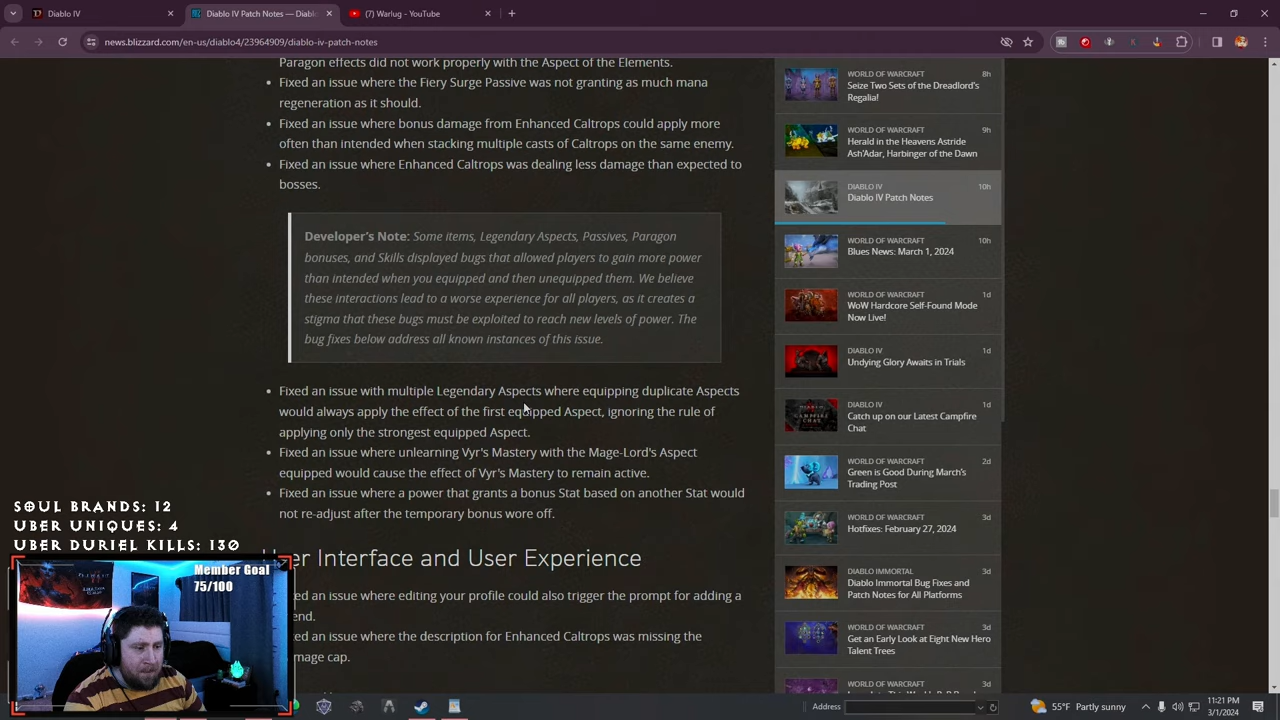 Diablo IV
Diablo IV Patch Notes — Diablo
(7) Warlug - YouTube
news.blizzard.com/en-us/diablo4/23964909/diablo-iv-patch-notes
Paragon effects did not work properly with the Aspect of the Elements.
Fixed an issue where the Fiery Surge Passive was not granting as much mana
regeneration as it should.
Fixed an issue where bonus damage from Enhanced Caltrops could apply more
often than intended when stacking multiple casts of Caltrops on the same enemy.
Fixed an issue where Enhanced Caltrops was dealing less damage than expected to
bosses.
Developer's Note: Some items, Legendary Aspects, Passives, Paragon
bonuses, and Skills displayed bugs that allowed players to gain more power
than intended when you equipped and then unequipped them. We believe
these interactions lead to a worse experience for all players, as it creates a
stigma that these bugs must be exploited to reach new levels of power. The
bug fixes below address all known instances of this issue.
Fixed an issue with multiple Legendary Aspects where equipping duplicate Aspects
would always apply the effect of the first equipped Aspect, ignoring the rule of
applying only the strongest equipped Aspect.
Fixed an issue where unlearning Vyr's Mastery with the Mage-Lord's Aspect
equipped would cause the effect of Vyr's Mastery to remain active.
Fixed an issue where a power that grants a bonus Stat based on another Stat would
not re-adjust after the temporary bonus wore off.
User Interface and User Experience
issue where editing your profile could also trigger the prompt for adding a
issue where the description for Enhanced Caltrops was missing the
cap.
WORLD OF WARCRAFT 8h
Seize Two Sets of the Dreadlord's
Regalia!
WORLD OF WARCRAFT 9h
Herald in the Heavens Astride
Ash'Adar, Harbinger of the Dawn
DIABLO IV 10h
Diablo IV Patch Notes
WORLD OF WARCRAFT 10h
Blues News: March 1, 2024
WORLD OF WARCRAFT 1d
WoW Hardcore Self-Found Mode
Now Live!
DIABLO IV 1d
Undying Glory Awaits in Trials
DIABLO IV 1d
Catch up on our Latest Campfire
Chat
WORLD OF WARCRAFT 2d
Green is Good During March's
Trading Post
WORLD OF WARCRAFT 3d
Hotfixes: February 27, 2024
DIABLO IMMORTAL 3d
Diablo Immortal Bug Fixes and
Patch Notes for All Platforms
WORLD OF WARCRAFT 3d
Get an Early Look at Eight New Hero
Talent Trees
WORLD OF WARCRAFT 3d
SOUL BRANDS: 12
UBER UNIQUES: 4
UBER DURIEL KILLS: 130
Member Goal
75/100
Address
55°F Partly sunny
11:21 PM
3/1/2024